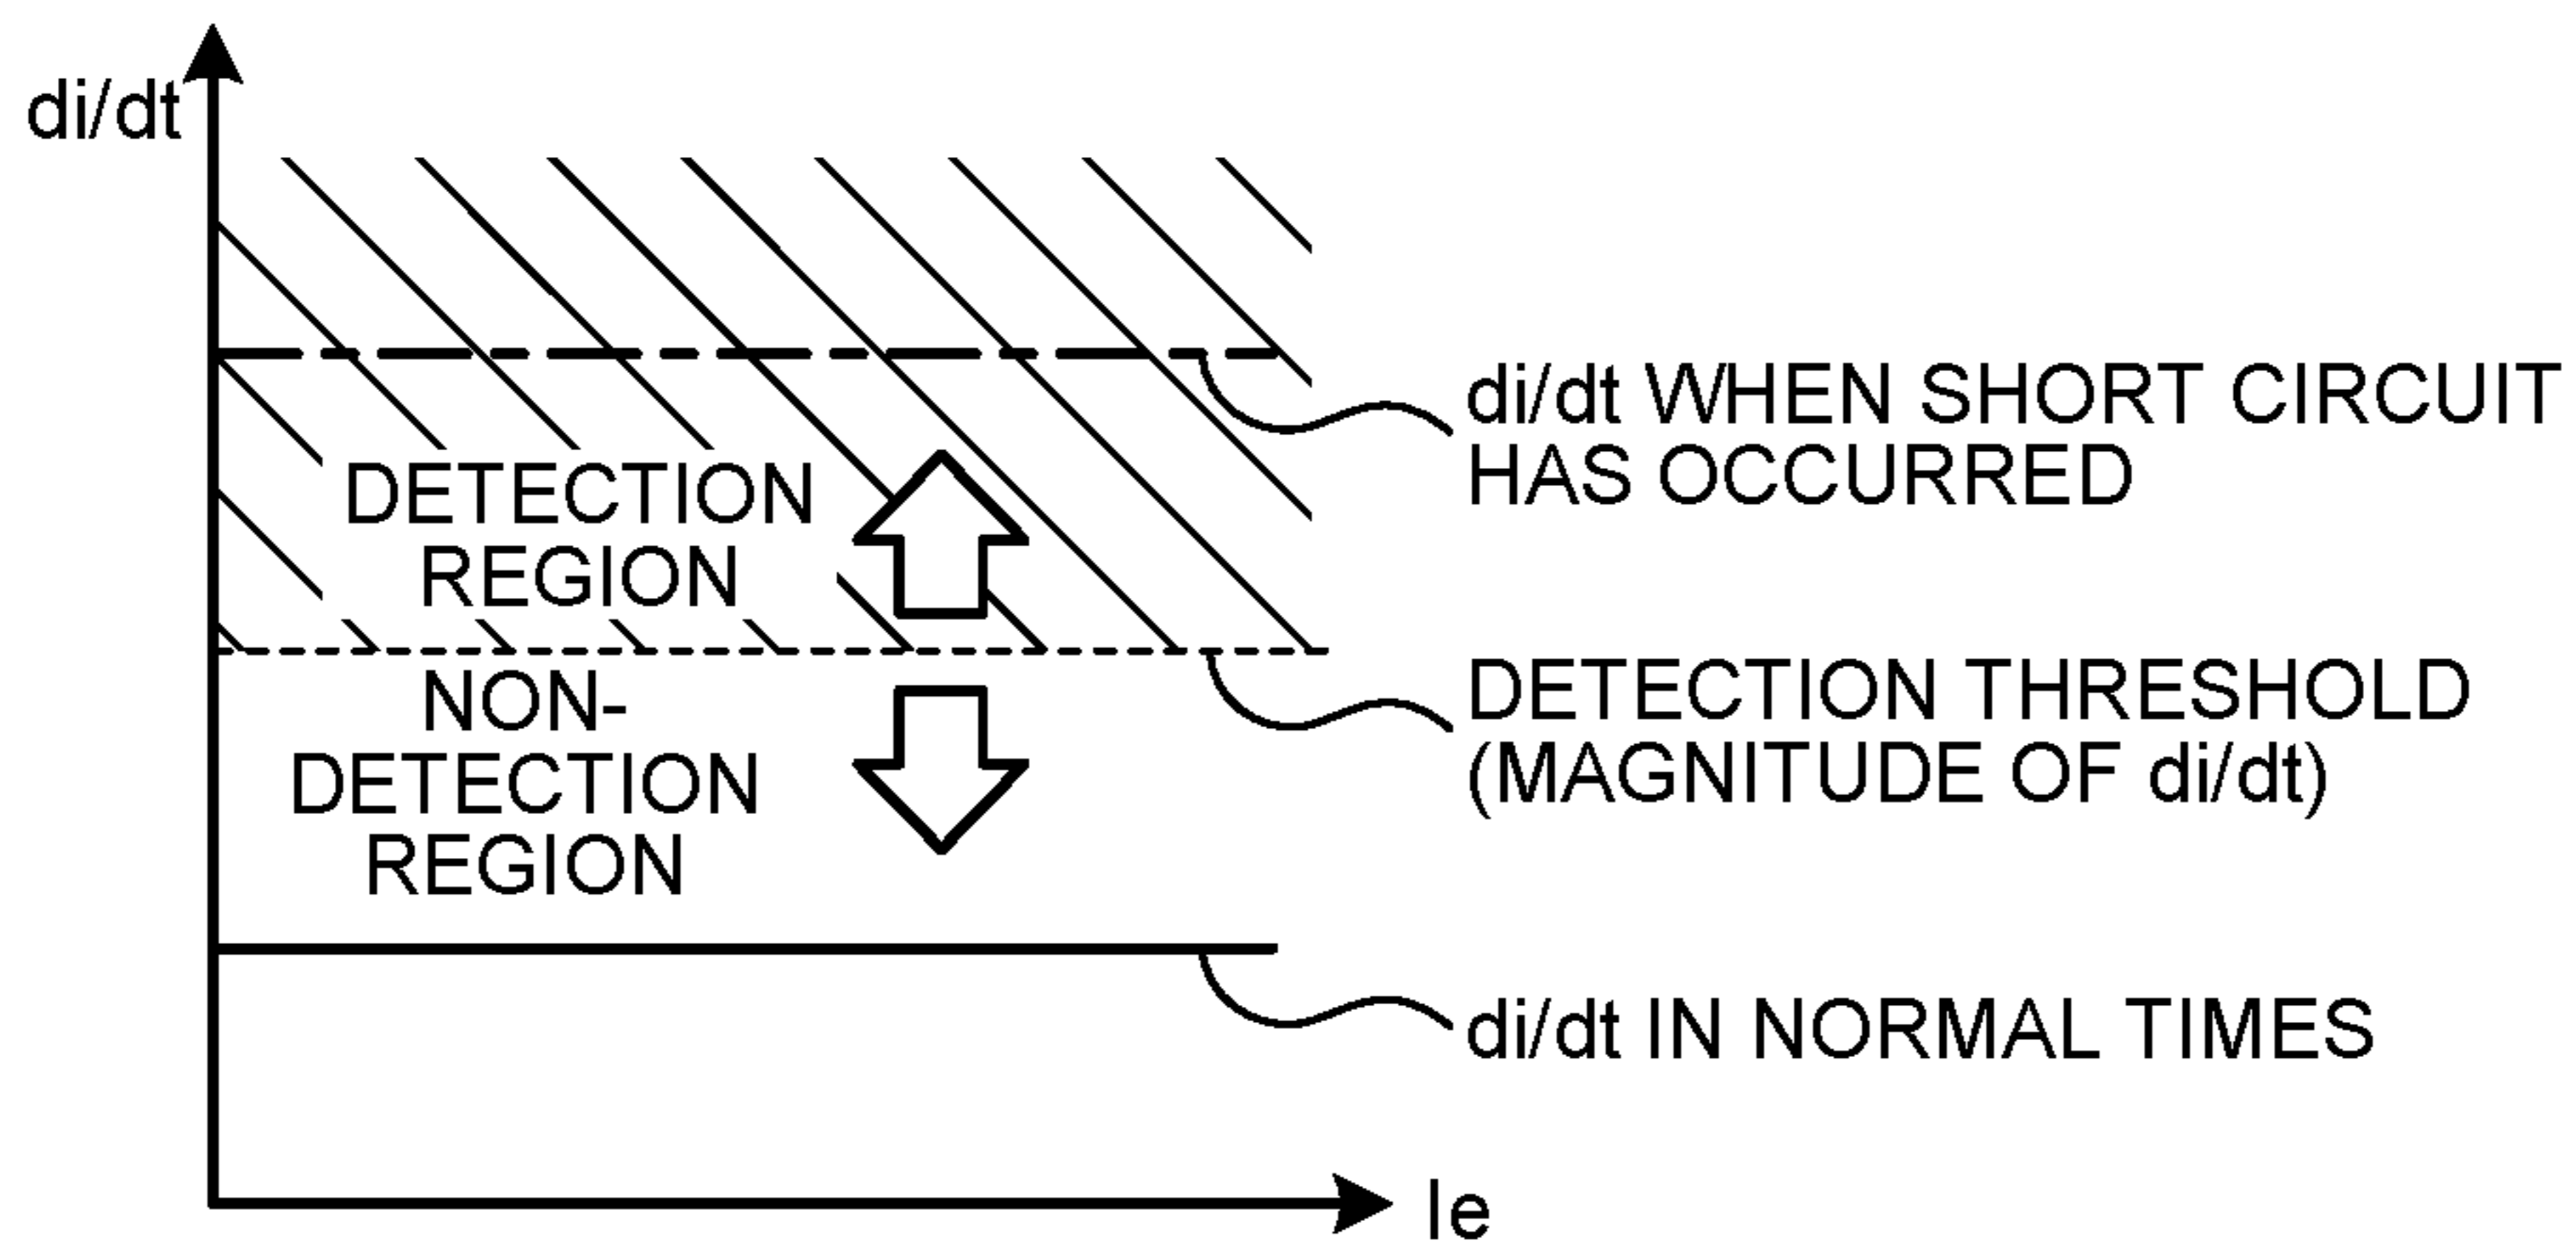 di/dt
di/dt WHEN SHORT CIRCUIT
HAS OCCURRED
DETECTION
REGION
DETECTION THRESHOLD
(MAGNITUDE OF di/dt)
NON-
DETECTION
REGION
di/dt IN NORMAL TIMES
Ie